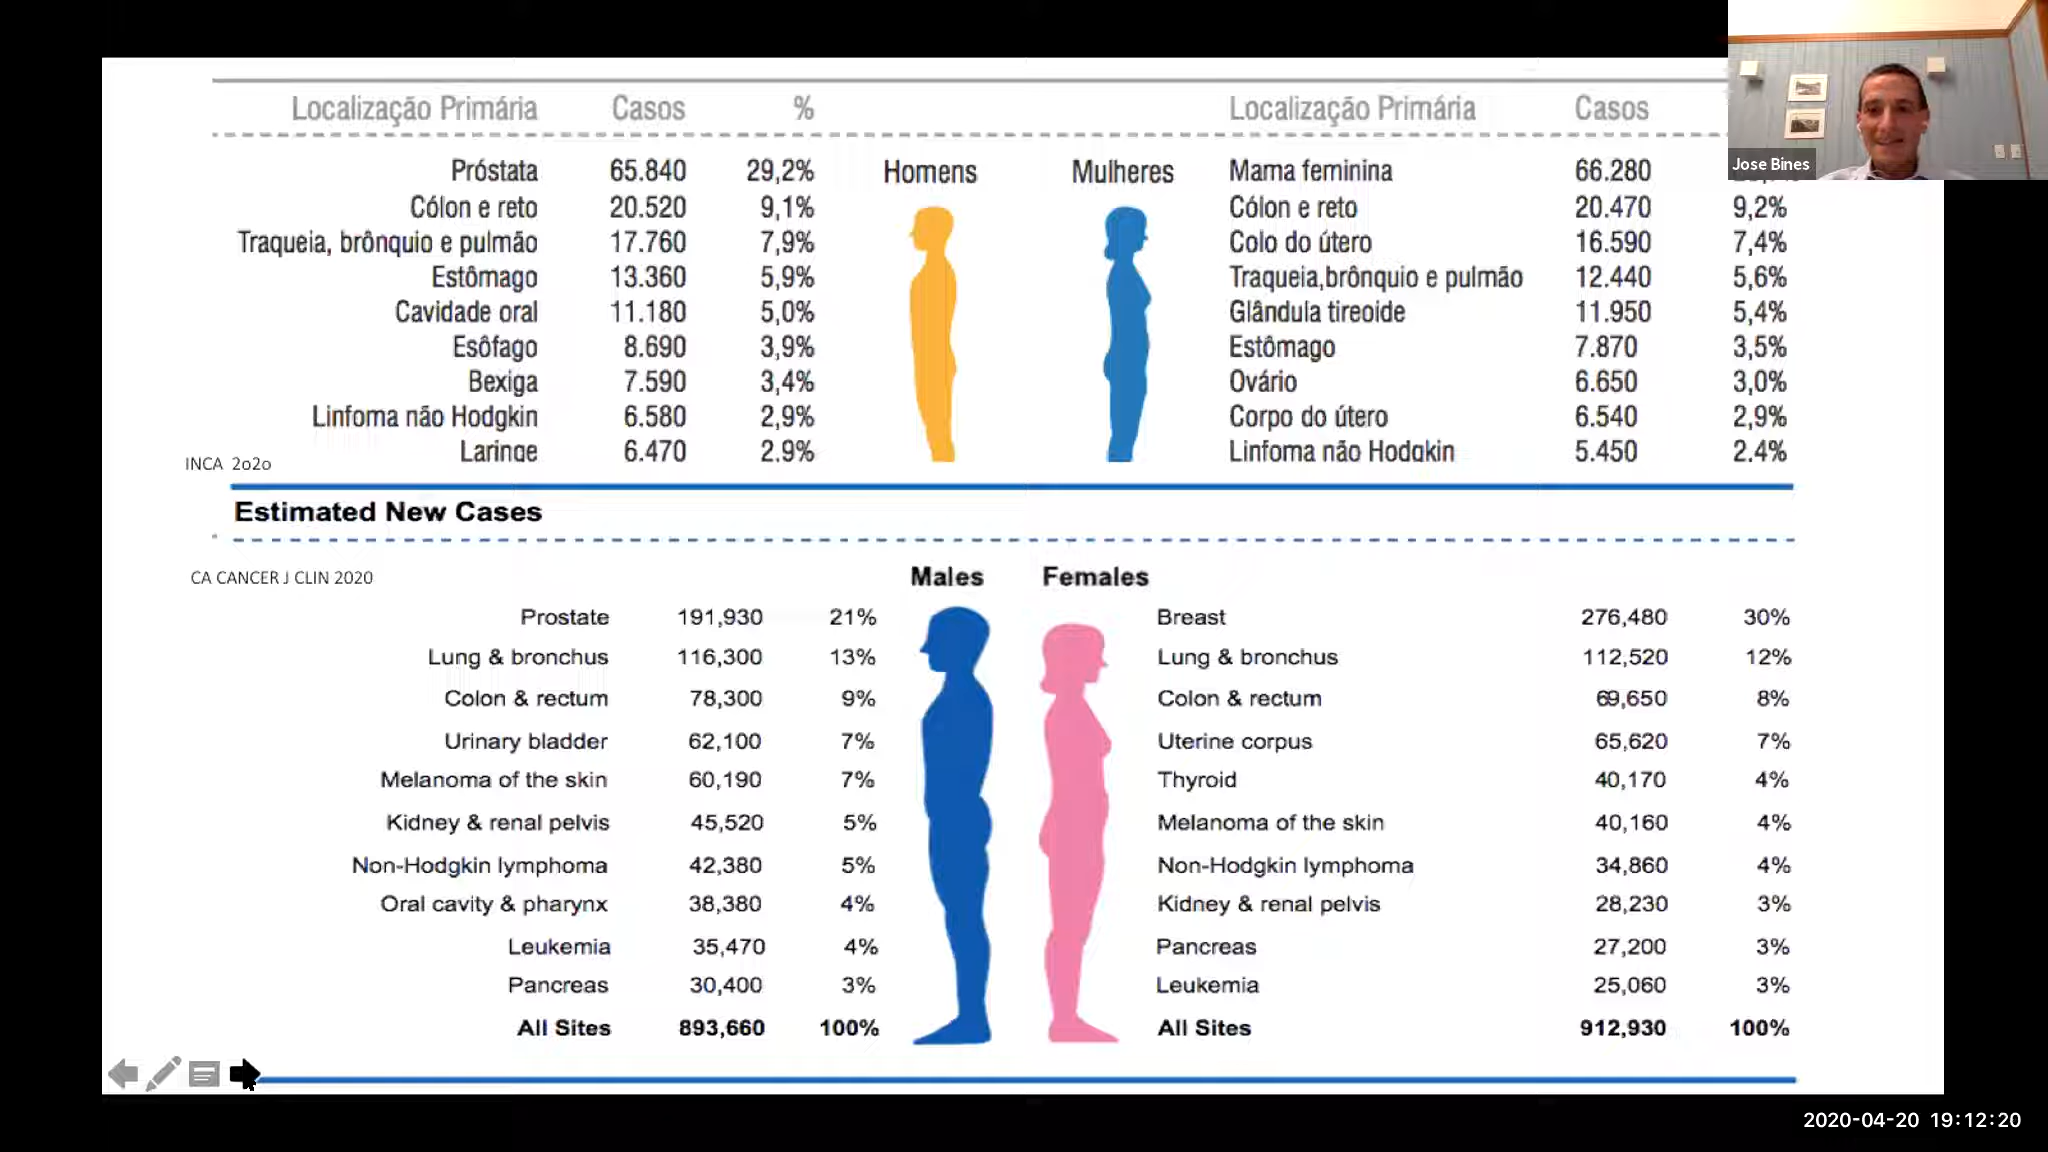 Localização Primária Casos % Localização Primária Casos
Próstata 65.840 29,2% Homens Mulheres Mama feminina 66.280
Cólon e reto 20.520 9,1% Cólon e reto 20.470 9,2%
Traqueia, brônquio e pulmão 17.760 7,9% Colo do útero 16.590 7,4%
Estômago 13.360 5,9% Traqueia,brônquio e pulmão 12.440 5,6%
Cavidade oral 11.180 5,0% Glândula tireoide 11.950 5,4%
Esôfago 8.690 3,9% Estômago 7.870 3,5%
Bexiga 7.590 3,4% Ovário 6.650 3,0%
Linfoma não Hodgkin 6.580 2,9% Corpo do útero 6.540 2,9%
Laringe 6.470 2.9% Linfoma não Hodgkin 5.450 2.4%
INCA 2o2o
Estimated New Cases
CA CANCER J CLIN 2020
Males Females
Prostate 191,930 21% Breast 276,480 30%
Lung & bronchus 116,300 13% Lung & bronchus 112,520 12%
Colon & rectum 78,300 9% Colon & rectum 69,650 8%
Urinary bladder 62,100 7% Uterine corpus 65,620 7%
Melanoma of the skin 60,190 7% Thyroid 40,170 4%
Kidney & renal pelvis 45,520 5% Melanoma of the skin 40,160 4%
Non-Hodgkin lymphoma 42,380 5% Non-Hodgkin lymphoma 34,860 4%
Oral cavity & pharynx 38,380 4% Kidney & renal pelvis 28,230 3%
Leukemia 35,470 4% Pancreas 27,200 3%
Pancreas 30,400 3% Leukemia 25,060 3%
All Sites 893,660 100% All Sites 912,930 100%
Jose Bines
2020-04-20 19:12:20